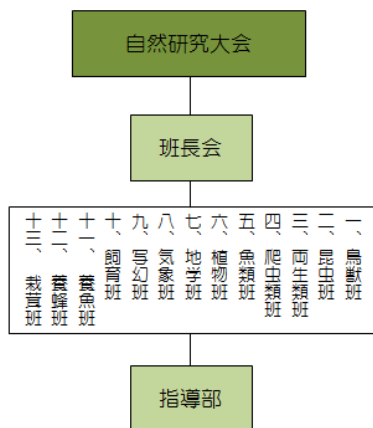 自然研究大会
班長会
一、鳥獣班
二、昆虫班
三、両生類班
四、爬虫類班
五、魚類班
六、植物班
七、地学班
八、気象班
九、写幻班
十、飼育班
十一、養魚班
十二、養蜂班
十三、栽茸班
指導部